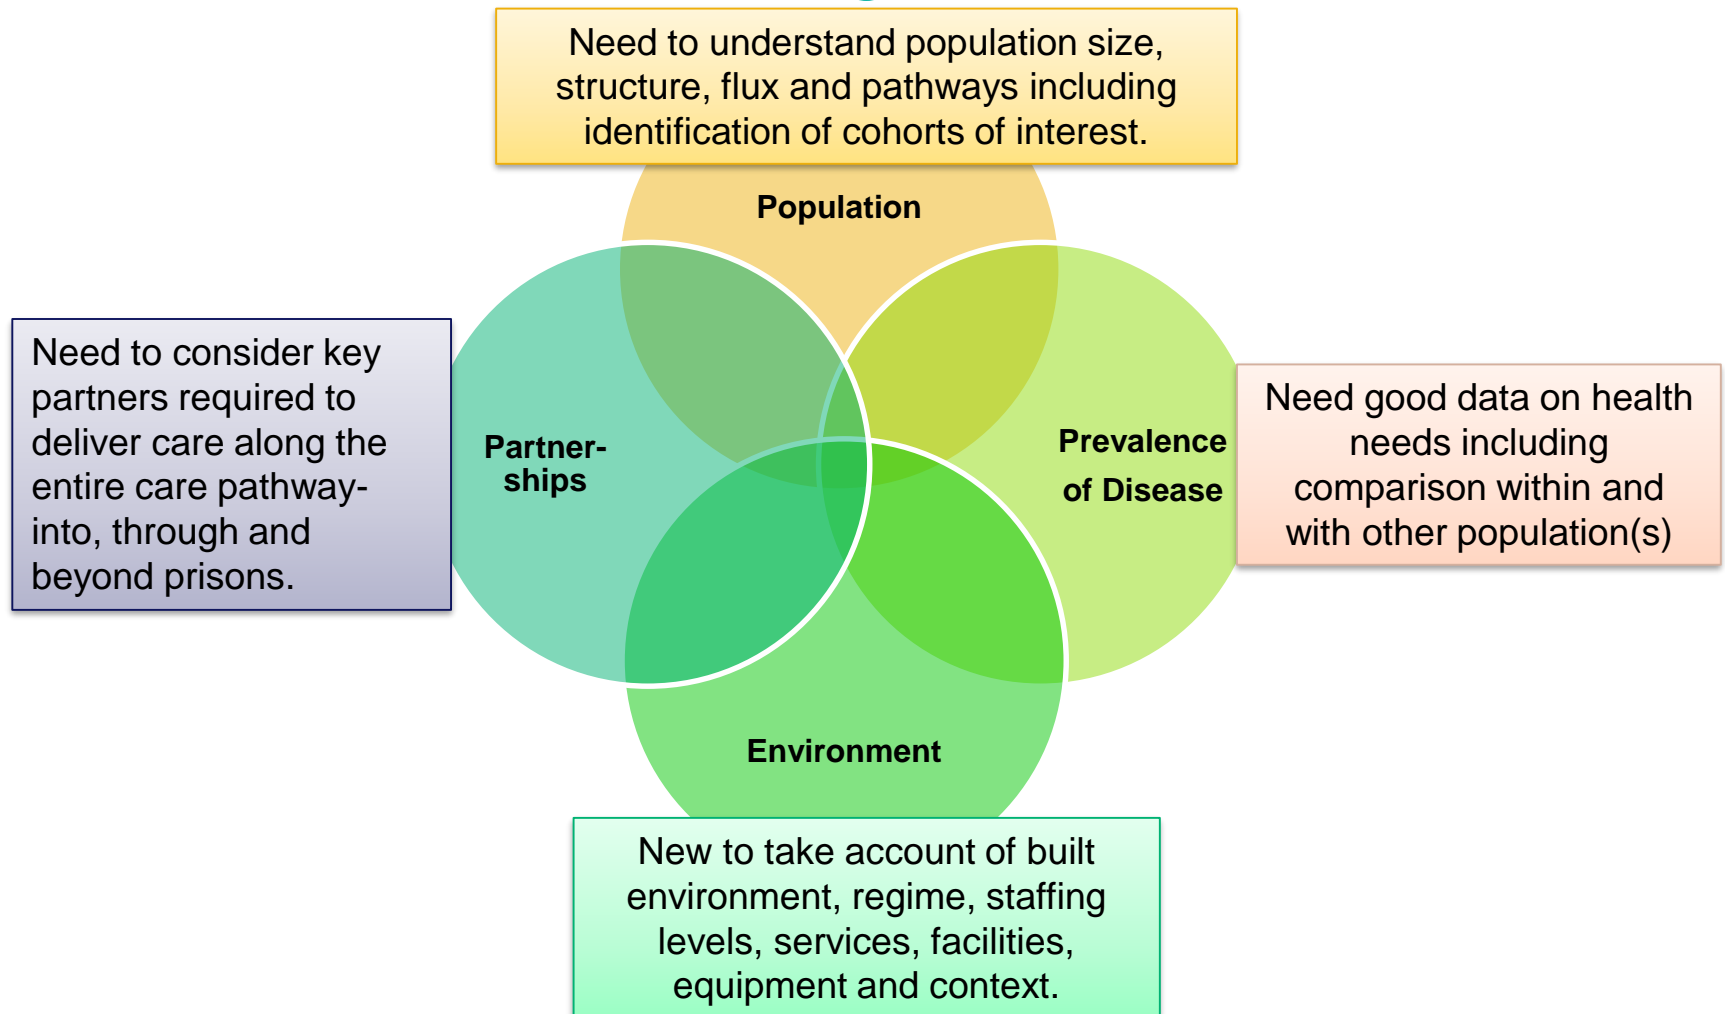 Need to understand population size,
structure, flux and pathways including
identification of cohorts of interest.
Population
Need to consider key
partners required to
deliver care along the
entire care pathway-
into, through and
beyond prisons.
Partner-
ships
Prevalence
of Disease
Need good data on health
needs including
comparison within and
with other population(s)
Environment
New to take account of built
environment, regime, staffing
levels, services, facilities,
equipment and context.